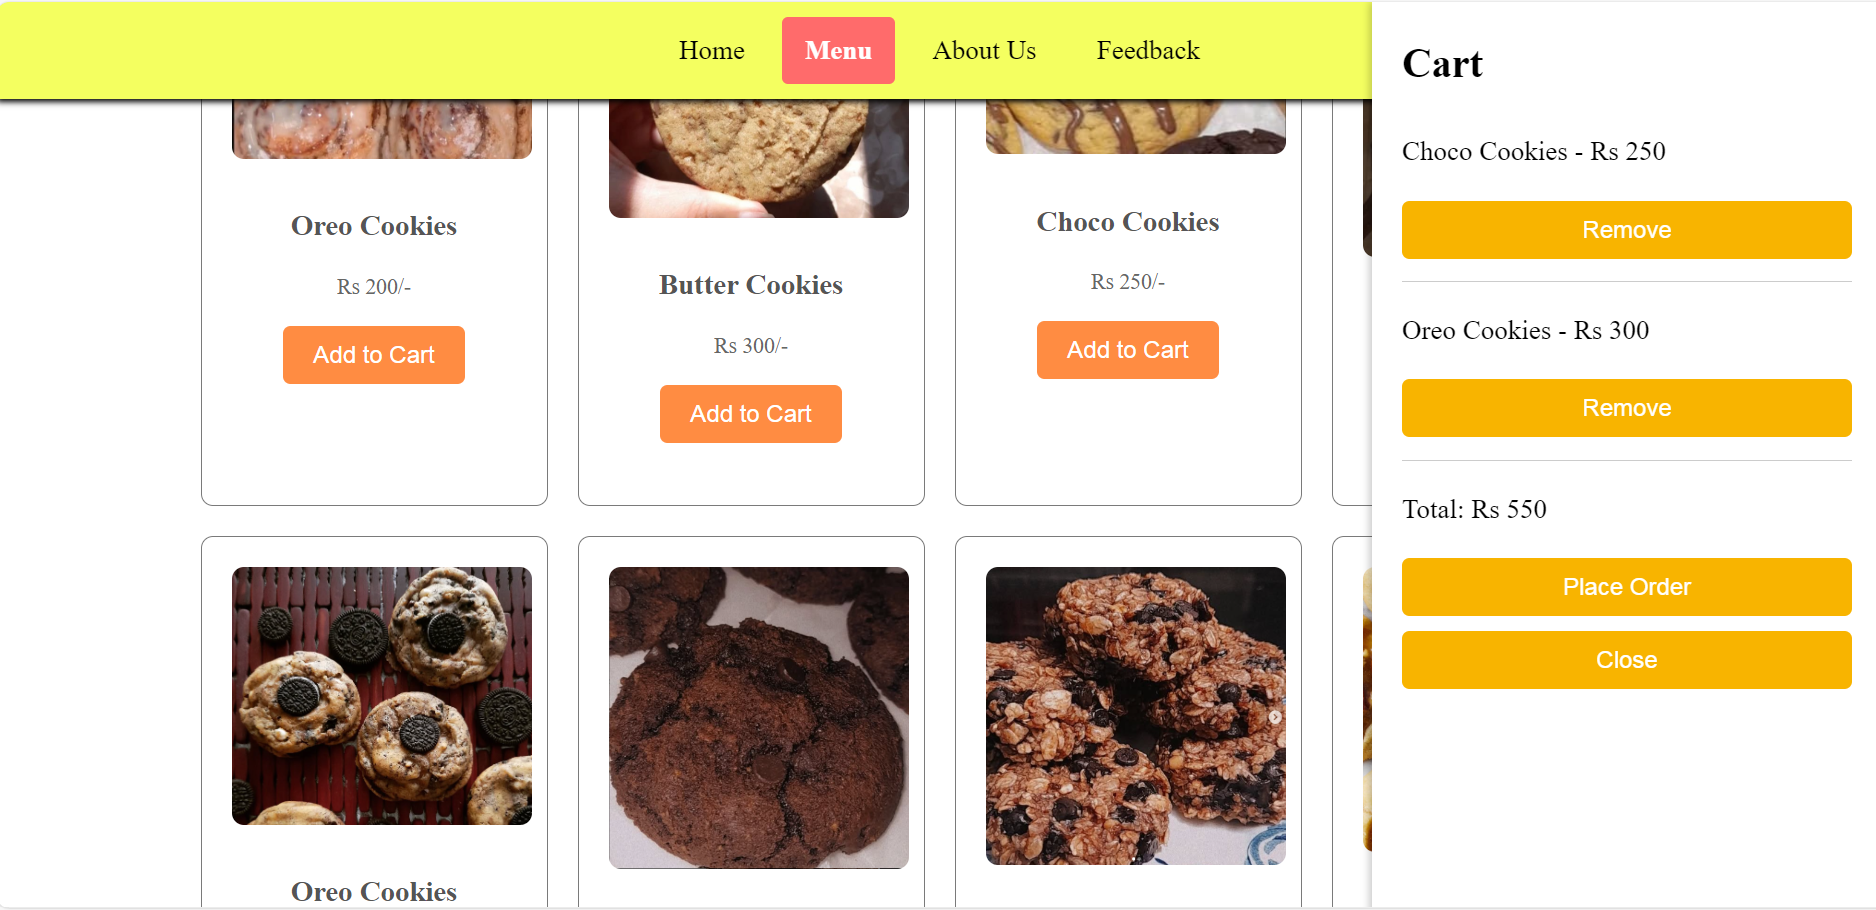 Home
Menu
About Us
Feedback
Oreo Cookies
Rs 200/-
Add to Cart
Butter Cookies
Rs 300/-
Add to Cart
Choco Cookies
Rs 250/-
Add to Cart
Oreo Cookies
Cart
Choco Cookies - Rs 250
Remove
Oreo Cookies - Rs 300
Remove
Total: Rs 550
Place Order
Close